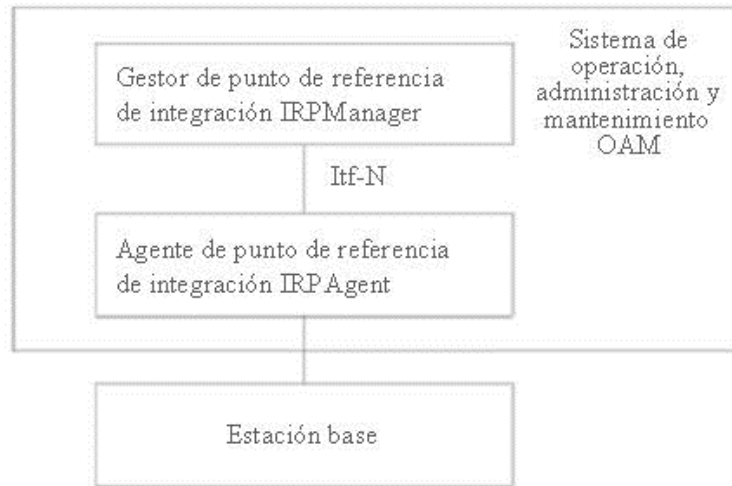 Gestor de punto de referencia
de integración IRPManager
Sistema de
operación,
administración y
mantenimiento
OAM
Itf-N
Agente de punto de referencia
de integración IRPAgent
Estación base